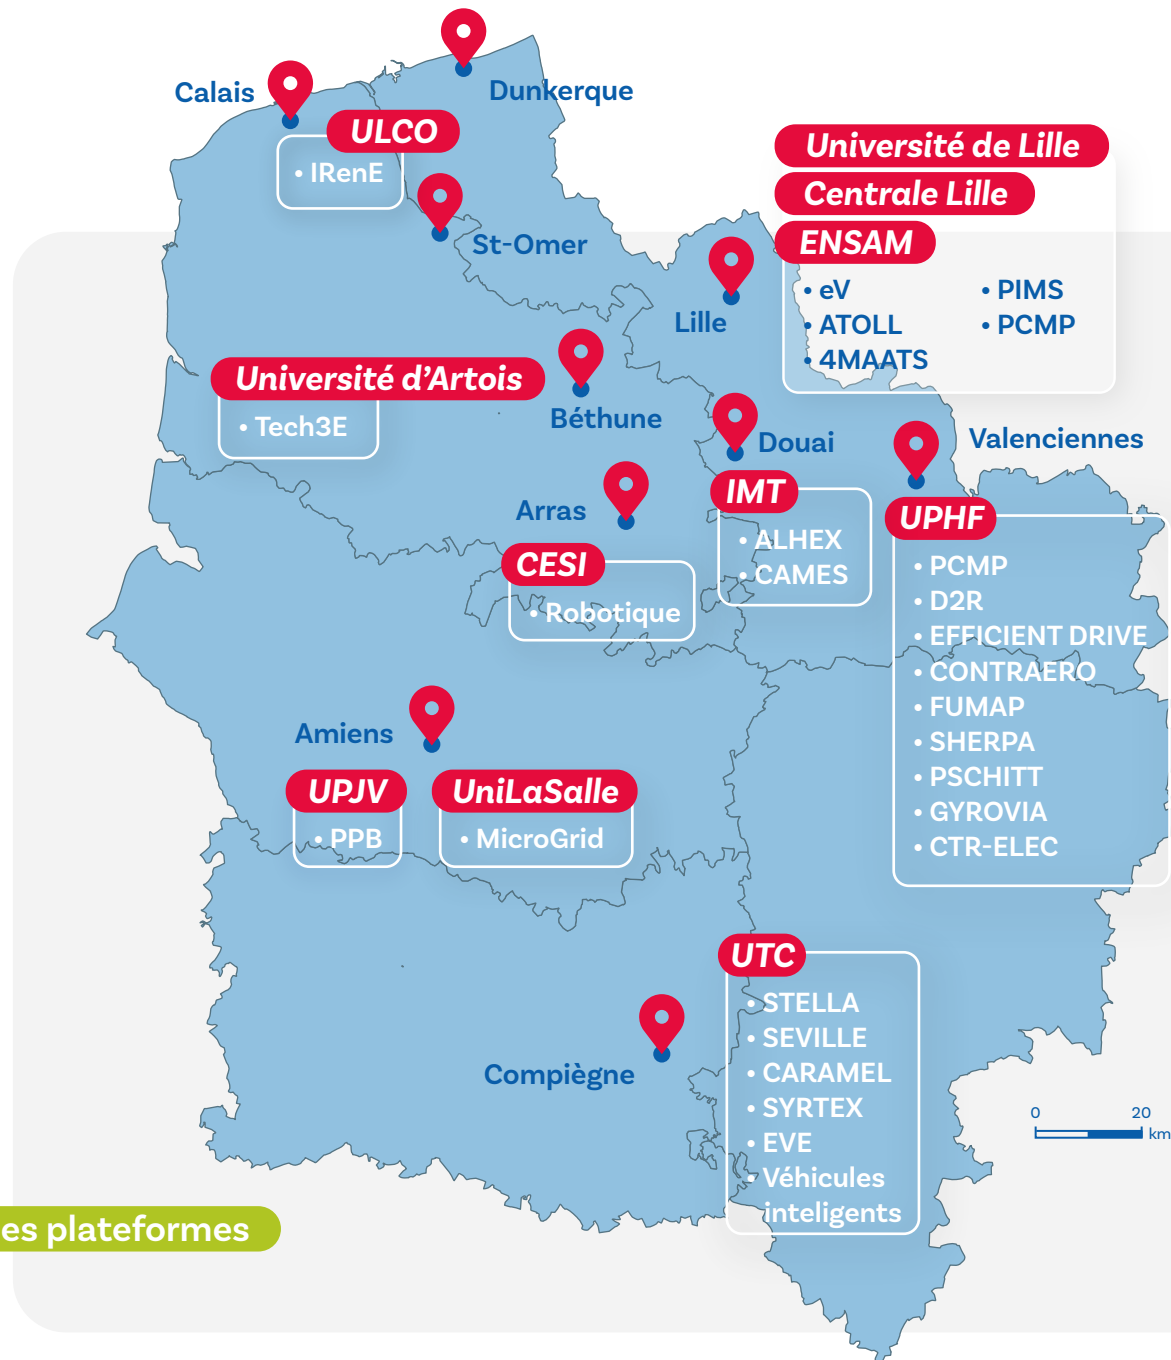 Calais
Dunkerque
ULCO
• IRenE
St-Omer
Université de Lille
Centrale Lille
ENSAM
• eV
• ATOLL
• 4MAATS
• PIMS
• PCMP
Lille
Université d'Artois
• Tech3E
Béthune
Douai
Valenciennes
Arras
IMT
• ALHEX
• CAMES
UPHF
• PCMP
• D2R
• EFFICIENT DRIVE
• CONTRAERO
• FUMAP
• SHERPA
• PSCHITT
• GYROVIA
• CTR-ELEC
CESI
• Robotique
Amiens
UPJV
• PPB
UniLaSalle
• MicroGrid
UTC
• STELLA
• SEVILLE
• CARAMEL
• SYRTEX
• EVE
• Véhicules
inteligents
Compiègne
0 20
km
es plateformes